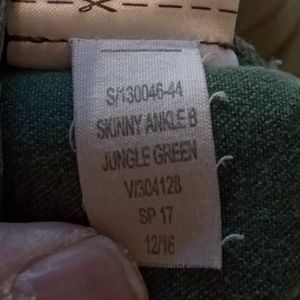 S/130046-44
SKINNY ANKLE B
JUNGLE GREEN
V/304128
SP 17
12/16